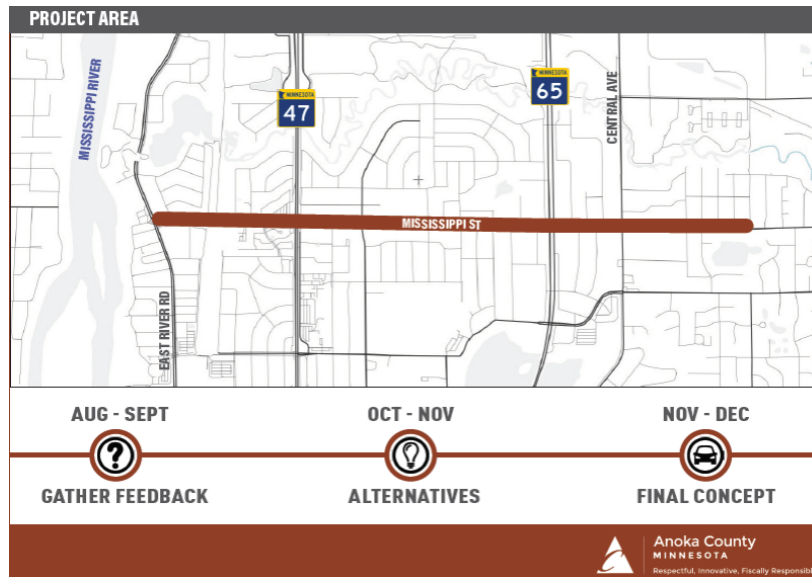 PROJECT AREA
MISSISSIPPI RIVER
MINNESOTA
47
MINNESOTA
65
CENTRAL AVE
MISSISSIPPI ST
EAST RIVER RD
AUG - SEPT
OCT - NOV
NOV - DEC
?
GATHER FEEDBACK
ALTERNATIVES
FINAL CONCEPT
Anoka County
MINNESOTA
Respectful, Innovative, Fiscally Responsible